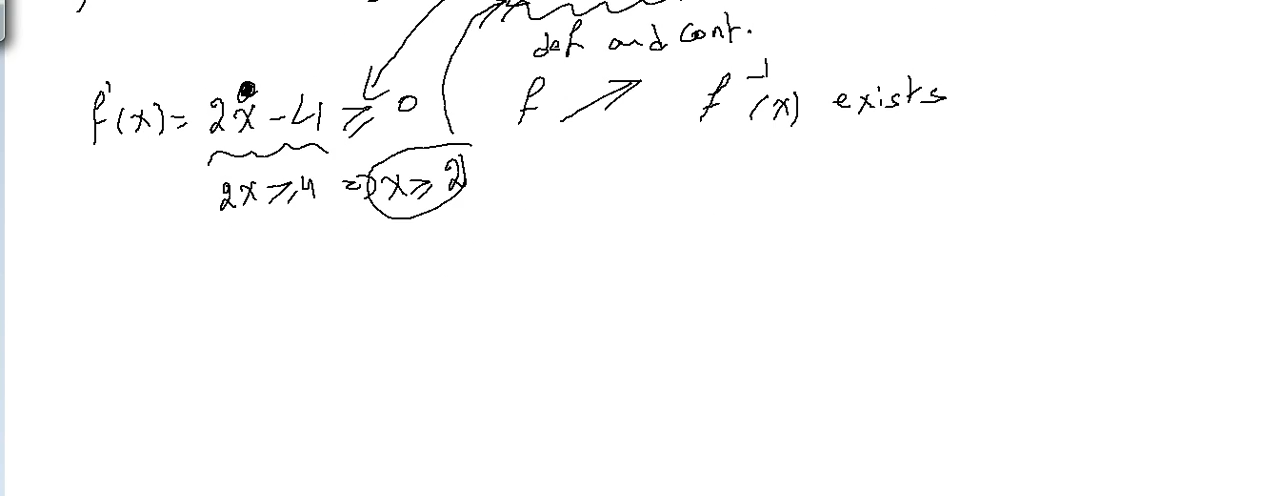 def and cont.
f'(x) = 2x - 4 ≥ 0 f ↗ f⁻¹(x) exists
2x ≥ 4 ⇒ x ≥ 2